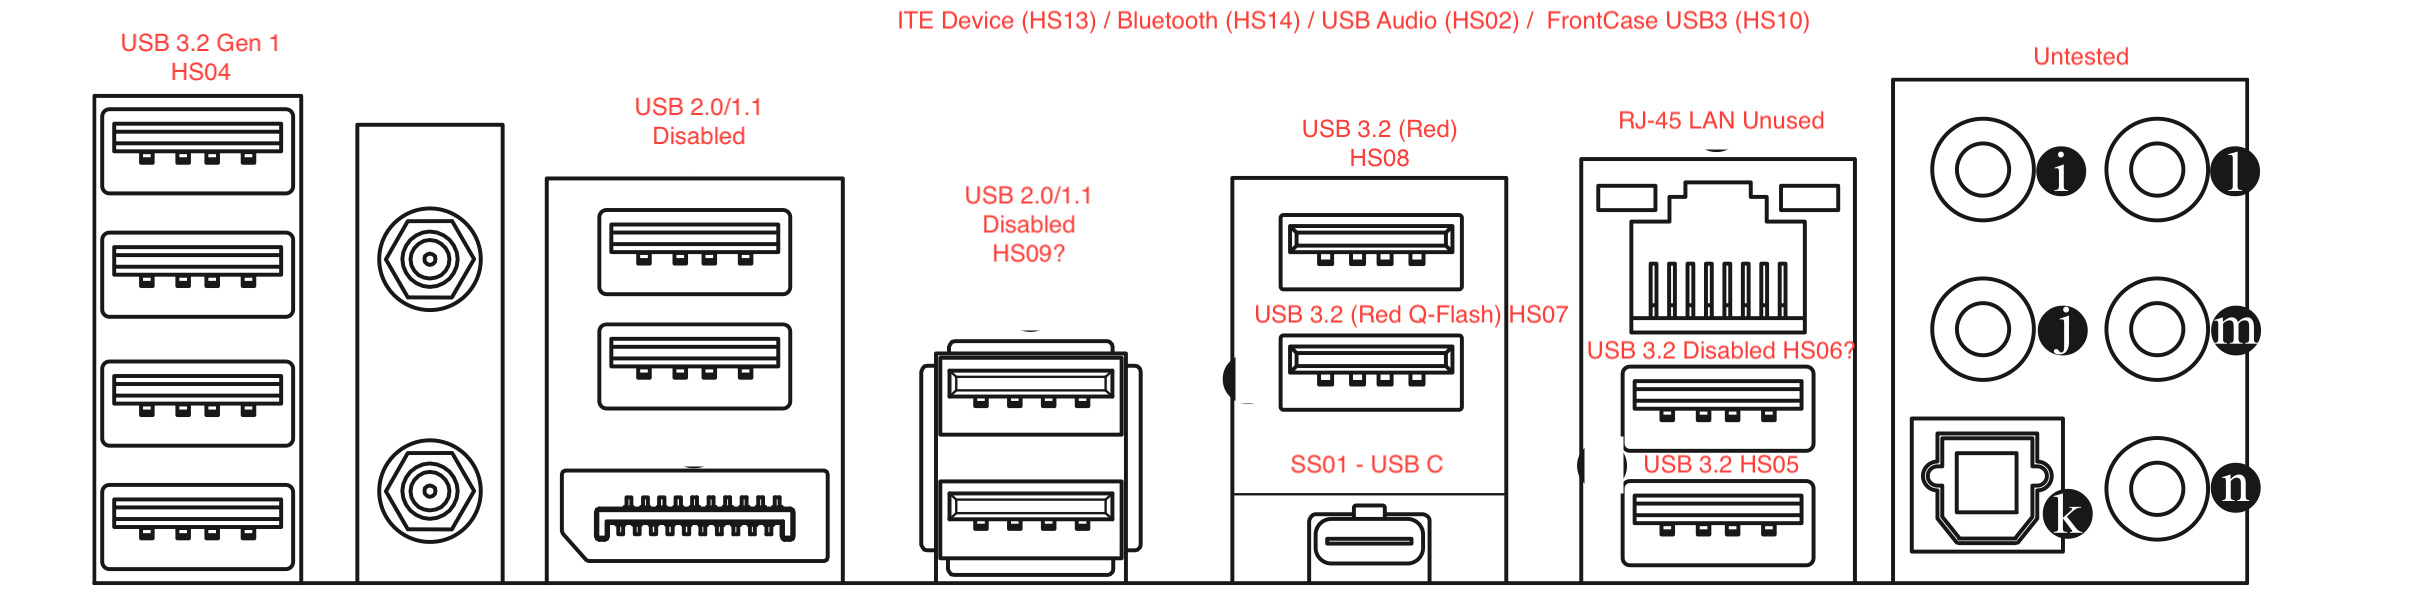 ITE Device (HS13) / Bluetooth (HS14) / USB Audio (HS02) /  FrontCase USB3 (HS10)
USB 3.2 Gen 1
HS04
USB 2.0/1.1
Disabled
USB 2.0/1.1
Disabled
HS09?
USB 3.2 (Red)
HS08
USB 3.2 (Red Q-Flash) HS07
SS01 - USB C
RJ-45 LAN Unused
USB 3.2 Disabled HS06?
USB 3.2 HS05
Untested
i
l
j
m
k
n